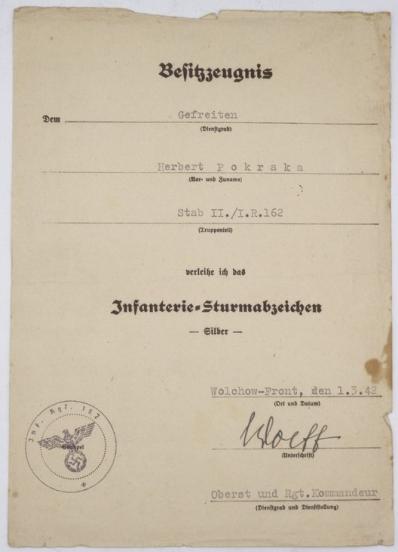 Besitzzeugnis
Dem Gefreiten
(Dienstgrad)
Herbert Pokraka
(Vor- und Zuname)
Stab II./I.R.162
(Truppenteil)
verleihe ich das
Infanterie-Sturmabzeichen
— Silber —
Wolchow-Front, den 1.3.42
(Ort und Datum)
(Unterschrift)
Oberst und Rgt.Kommandeur
(Dienstgrad und Dienststellung)
Inf. Rgt. 162